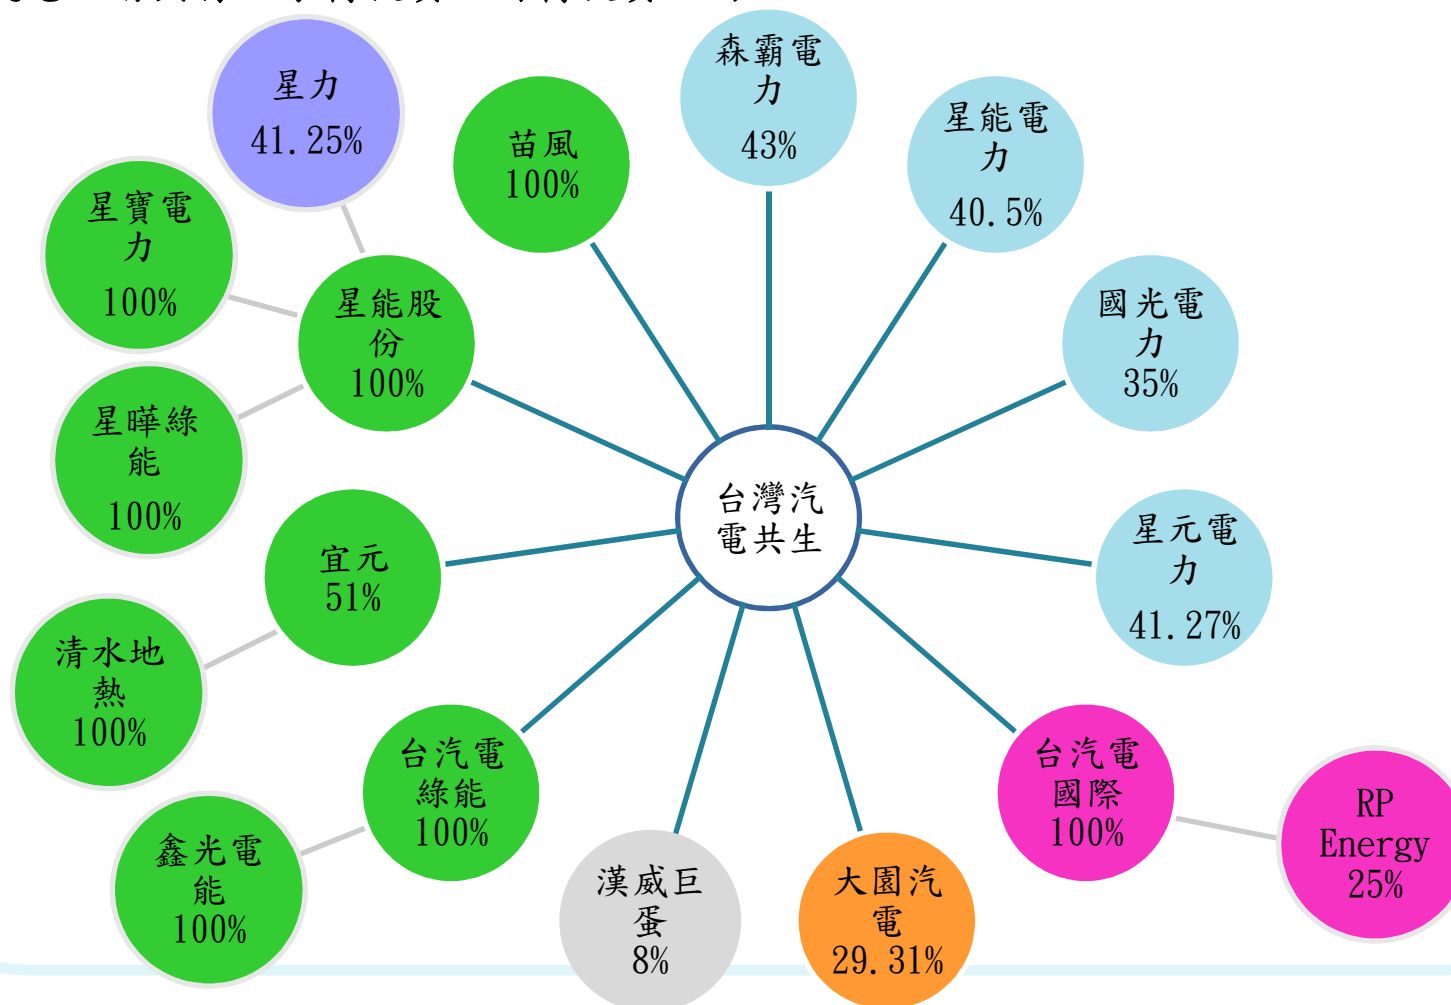 森霸電
力
43%
星力
41.25%
苗風
100%
星能電
力
40.5%
星寶電
力
100%
星能股
份
100%
國光電
力
35%
星曄綠
能
100%
台灣汽
電共生
宜元
51%
星元電
力
41.27%
清水地
熱
100%
台汽電
綠能
100%
台汽電
國際
100%
RP
Energy
25%
鑫光電
能
100%
漢威巨
蛋
8%
大園汽
電
29.31%